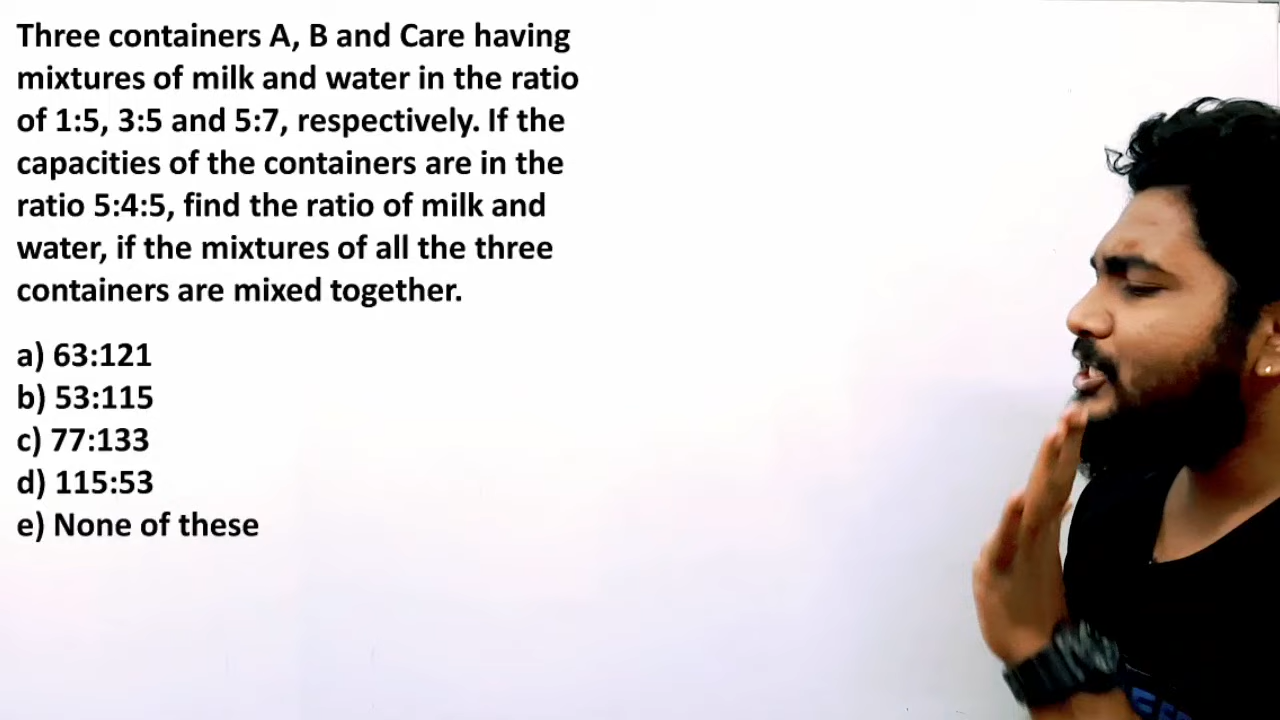 Three containers A, B and Care having
mixtures of milk and water in the ratio
of 1:5, 3:5 and 5:7, respectively. If the
capacities of the containers are in the
ratio 5:4:5, find the ratio of milk and
water, if the mixtures of all the three
containers are mixed together.
a) 63:121
b) 53:115
c) 77:133
d) 115:53
e) None of these